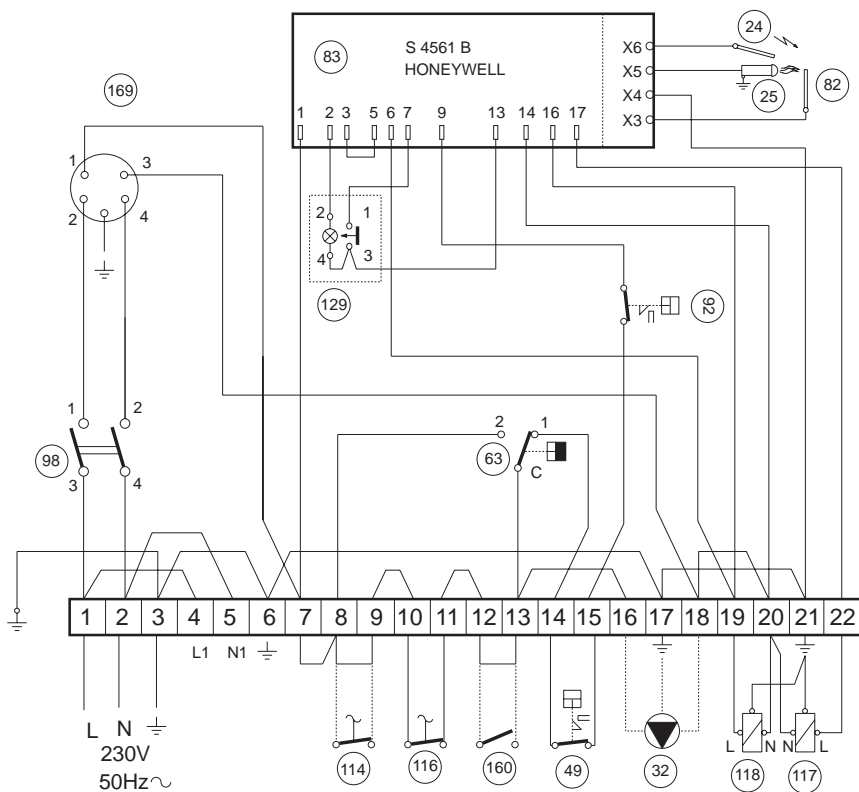 24
S 4561 B
HONEYWELL
83
X6
X5
X4
X3
25
82
169
1 2 3 5 6 7 9 13 14 16 17
1 3
2 4
2 1
4 3
129
92
1 2
98
3 4
2 1
63
C
1 2 3 4 5 6 7 8 9 10 11 12 13 14 15 16 17 18 19 20 21 22
L1 N1
L N
230V
50Hz
L N N L
114 116 160 49 32 118 117